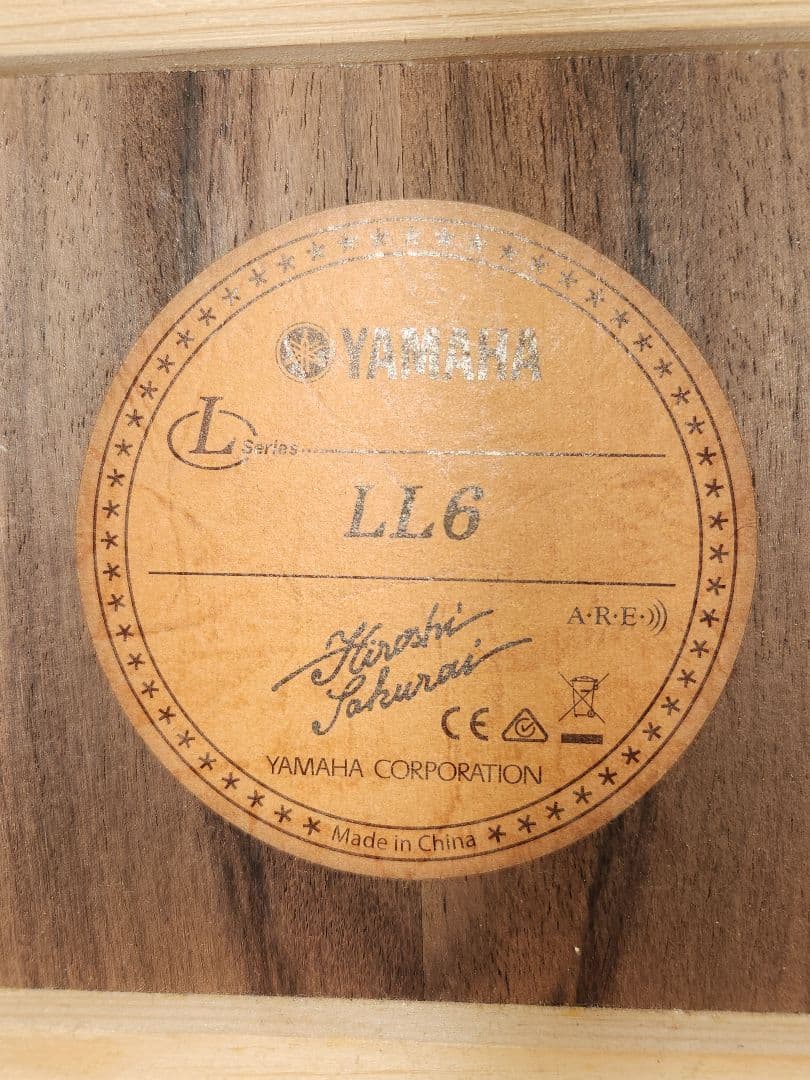 YAMAHA
L Series
LL6
A·R·E·
Hiroshi
Sakurai
CE
YAMAHA CORPORATION
Made in China